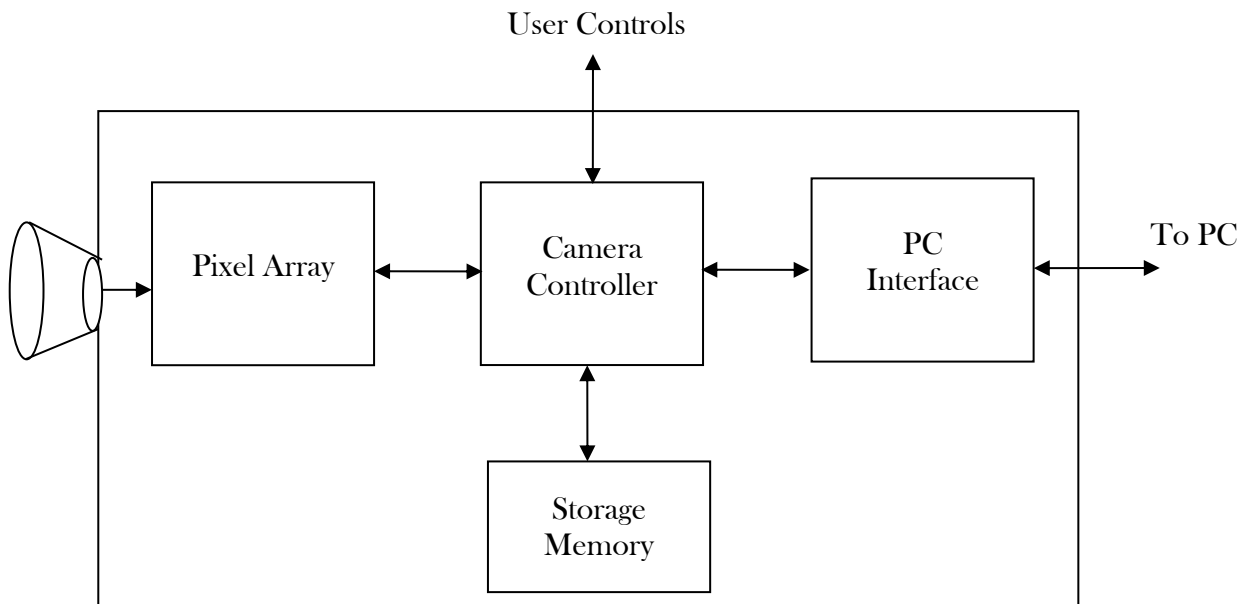 User Controls
Pixel Array
Camera
Controller
PC
Interface
To PC
Storage
Memory